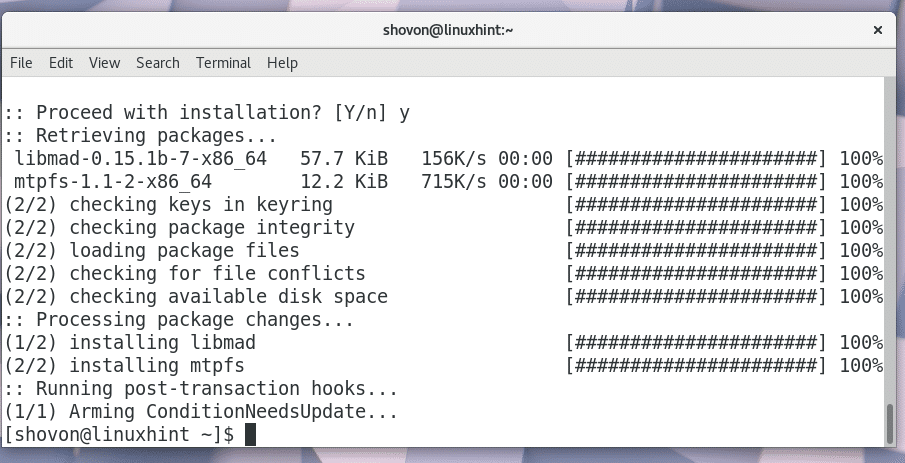 shovon@linuxhint:~ ×
File Edit View Search Terminal Help
:: Proceed with installation? [Y/n] y
:: Retrieving packages...
 libmad-0.15.1b-7-x86_64   57.7 KiB   156K/s 00:00 [######################] 100%
 mtpfs-1.1-2-x86_64        12.2 KiB   715K/s 00:00 [######################] 100%
(2/2) checking keys in keyring                     [######################] 100%
(2/2) checking package integrity                   [######################] 100%
(2/2) loading package files                        [######################] 100%
(2/2) checking for file conflicts                  [######################] 100%
(2/2) checking available disk space                [######################] 100%
:: Processing package changes...
(1/2) installing libmad                            [######################] 100%
(2/2) installing mtpfs                             [######################] 100%
:: Running post-transaction hooks...
(1/1) Arming ConditionNeedsUpdate...
[shovon@linuxhint ~]$